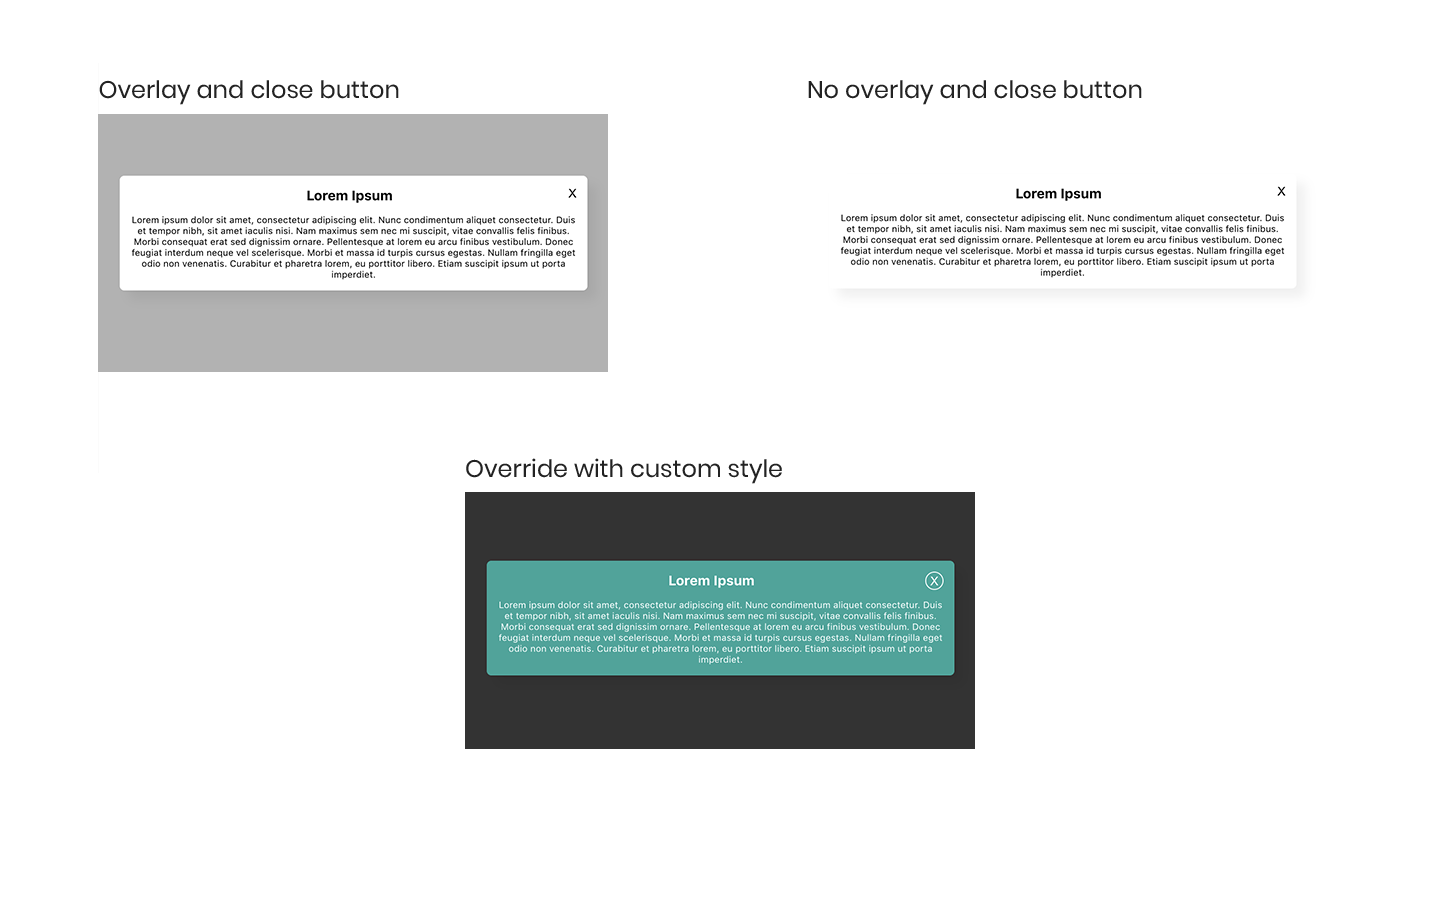 Overlay and close button
Lorem Ipsum
X
Lorem ipsum dolor sit amet, consectetur adipiscing elit. Nunc condimentum aliquet consectetur. Duis
et tempor nibh, sit amet iaculis nisi. Nam maximus sem nec mi suscipit, vitae convallis felis finibus.
Morbi consequat erat sed dignissim ornare. Pellentesque at lorem eu arcu finibus vestibulum. Donec
feugiat interdum neque vel scelerisque. Morbi et massa id turpis cursus egestas. Nullam fringilla eget
odio non venenatis. Curabitur et pharetra lorem, eu porttitor libero. Etiam suscipit ipsum ut porta
imperdiet.
No overlay and close button
Lorem Ipsum
X
Lorem ipsum dolor sit amet, consectetur adipiscing elit. Nunc condimentum aliquet consectetur. Duis
et tempor nibh, sit amet iaculis nisi. Nam maximus sem nec mi suscipit, vitae convallis felis finibus.
Morbi consequat erat sed dignissim ornare. Pellentesque at lorem eu arcu finibus vestibulum. Donec
feugiat interdum neque vel scelerisque. Morbi et massa id turpis cursus egestas. Nullam fringilla eget
odio non venenatis. Curabitur et pharetra lorem, eu porttitor libero. Etiam suscipit ipsum ut porta
imperdiet.
Override with custom style
Lorem Ipsum
X
Lorem ipsum dolor sit amet, consectetur adipiscing elit. Nunc condimentum aliquet consectetur. Duis
et tempor nibh, sit amet iaculis nisi. Nam maximus sem nec mi suscipit, vitae convallis felis finibus.
Morbi consequat erat sed dignissim ornare. Pellentesque at lorem eu arcu finibus vestibulum. Donec
feugiat interdum neque vel scelerisque. Morbi et massa id turpis cursus egestas. Nullam fringilla eget
odio non venenatis. Curabitur et pharetra lorem, eu porttitor libero. Etiam suscipit ipsum ut porta
imperdiet.